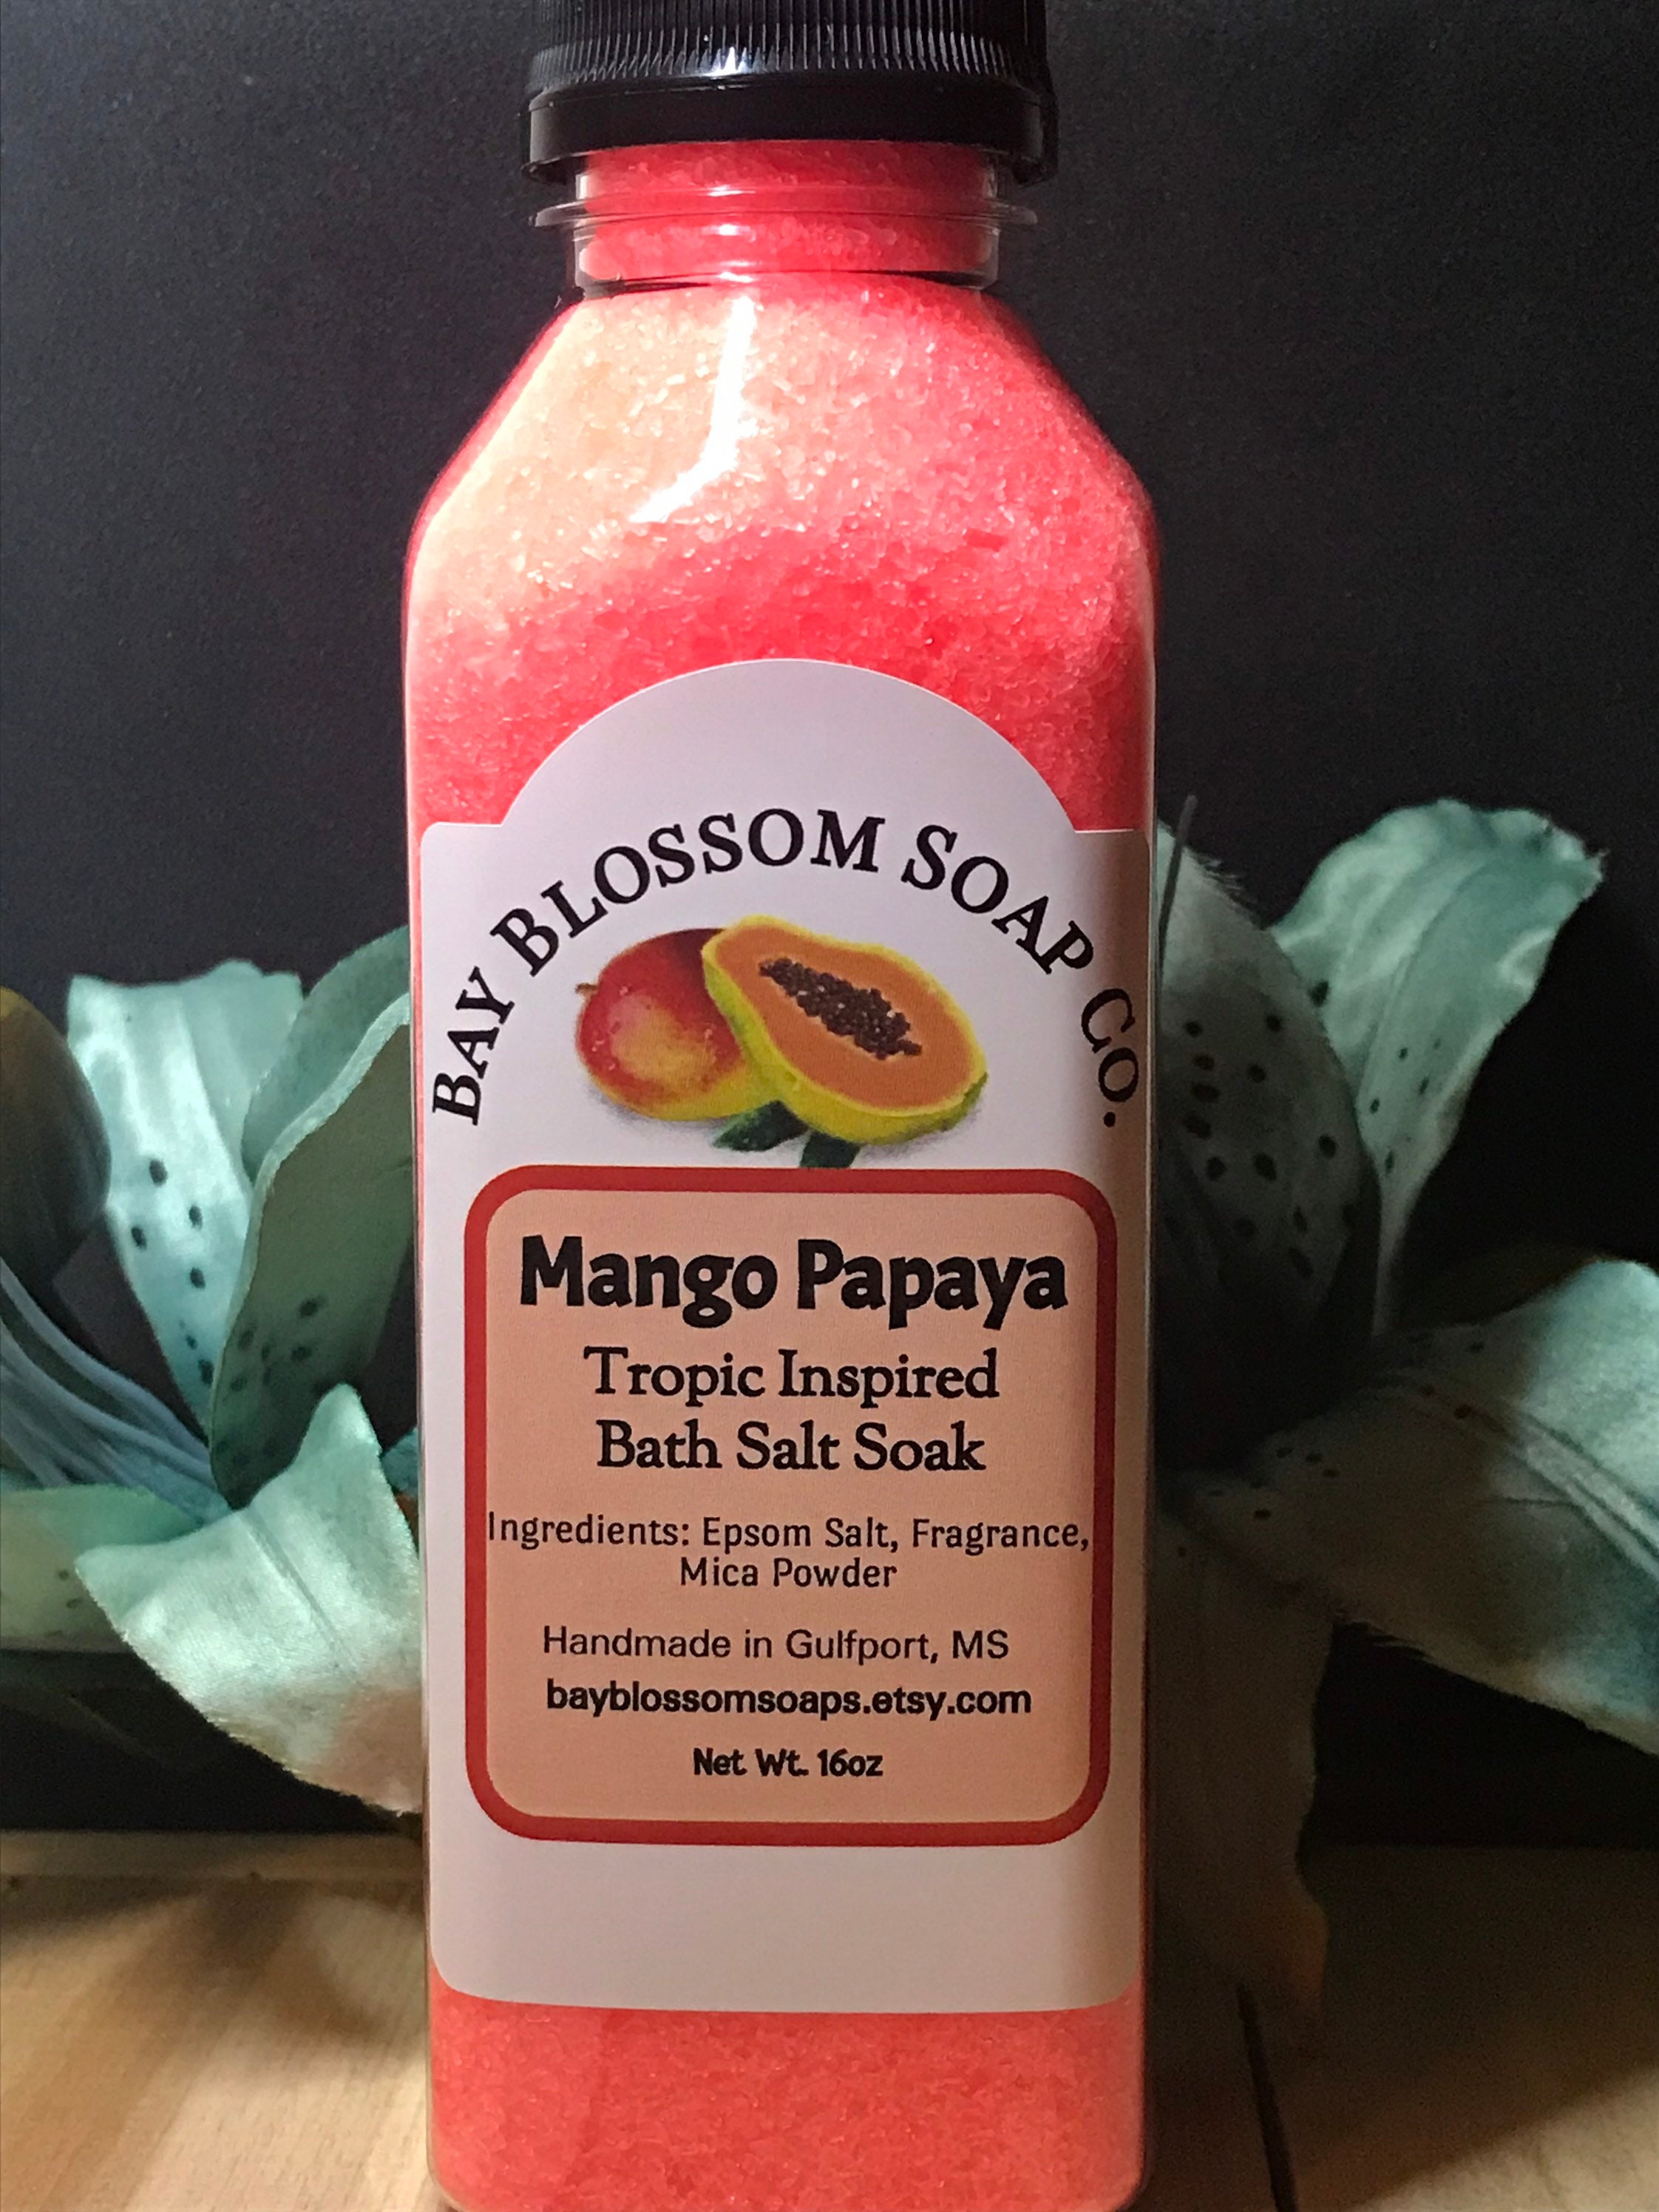 BAY BLOSSOM SOAP CO.
Mango Papaya
Tropic Inspired
Bath Salt Soak
Ingredients: Epsom Salt, Fragrance,
Mica Powder
Handmade in Gulfport, MS
bayblossomsoaps.etsy.com
Net Wt. 16oz